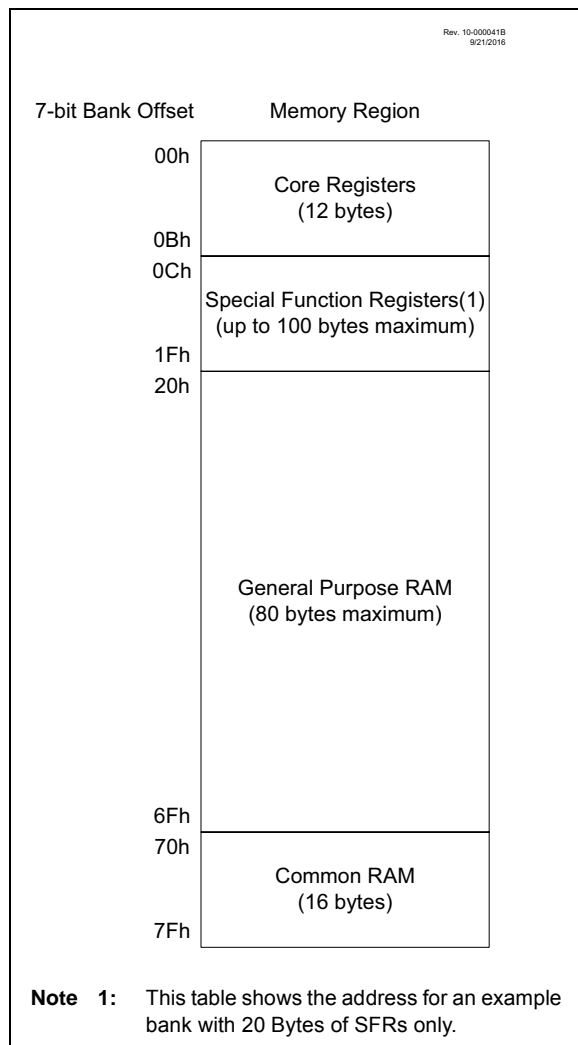 Rev. 10-000041B
9/21/2016
7-bit Bank Offset Memory Region
00h
Core Registers
(12 bytes)
0Bh
0Ch
Special Function Registers(1)
(up to 100 bytes maximum)
1Fh
20h
General Purpose RAM
(80 bytes maximum)
6Fh
70h
Common RAM
(16 bytes)
7Fh
Note 1: This table shows the address for an example
bank with 20 Bytes of SFRs only.